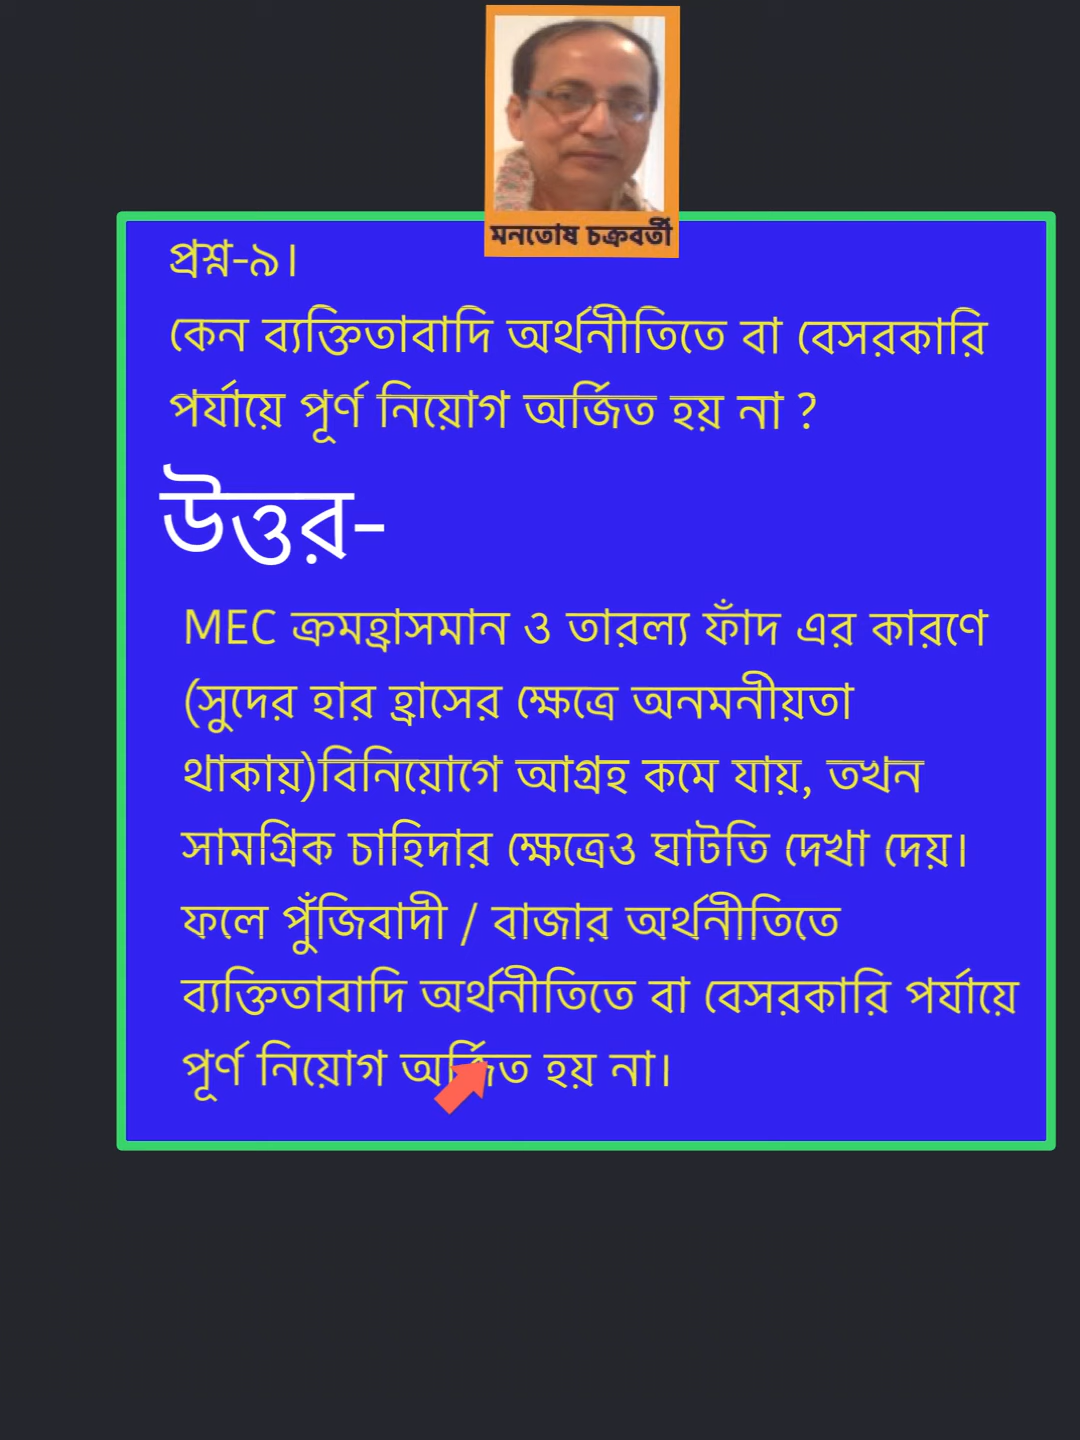 মনতোষ চক্রবর্তী
প্রশ্ন-৯।
কেন ব্যক্তিতাবাদি অর্থনীতিতে বা বেসরকারি
পর্যায়ে পূর্ণ নিয়োগ অর্জিত হয় না ?
উত্তর-
MEC ক্রমহ্রাসমান ও তারল্য ফাঁদ এর কারণে
(সুদের হার হ্রাসের ক্ষেত্রে অনমনীয়তা
থাকায়)বিনিয়োগে আগ্রহ কমে যায়, তখন
সামগ্রিক চাহিদার ক্ষেত্রেও ঘাটতি দেখা দেয়।
ফলে পুঁজিবাদী / বাজার অর্থনীতিতে
ব্যক্তিতাবাদি অর্থনীতিতে বা বেসরকারি পর্যায়ে
পূর্ণ নিয়োগ অর্জিত হয় না।